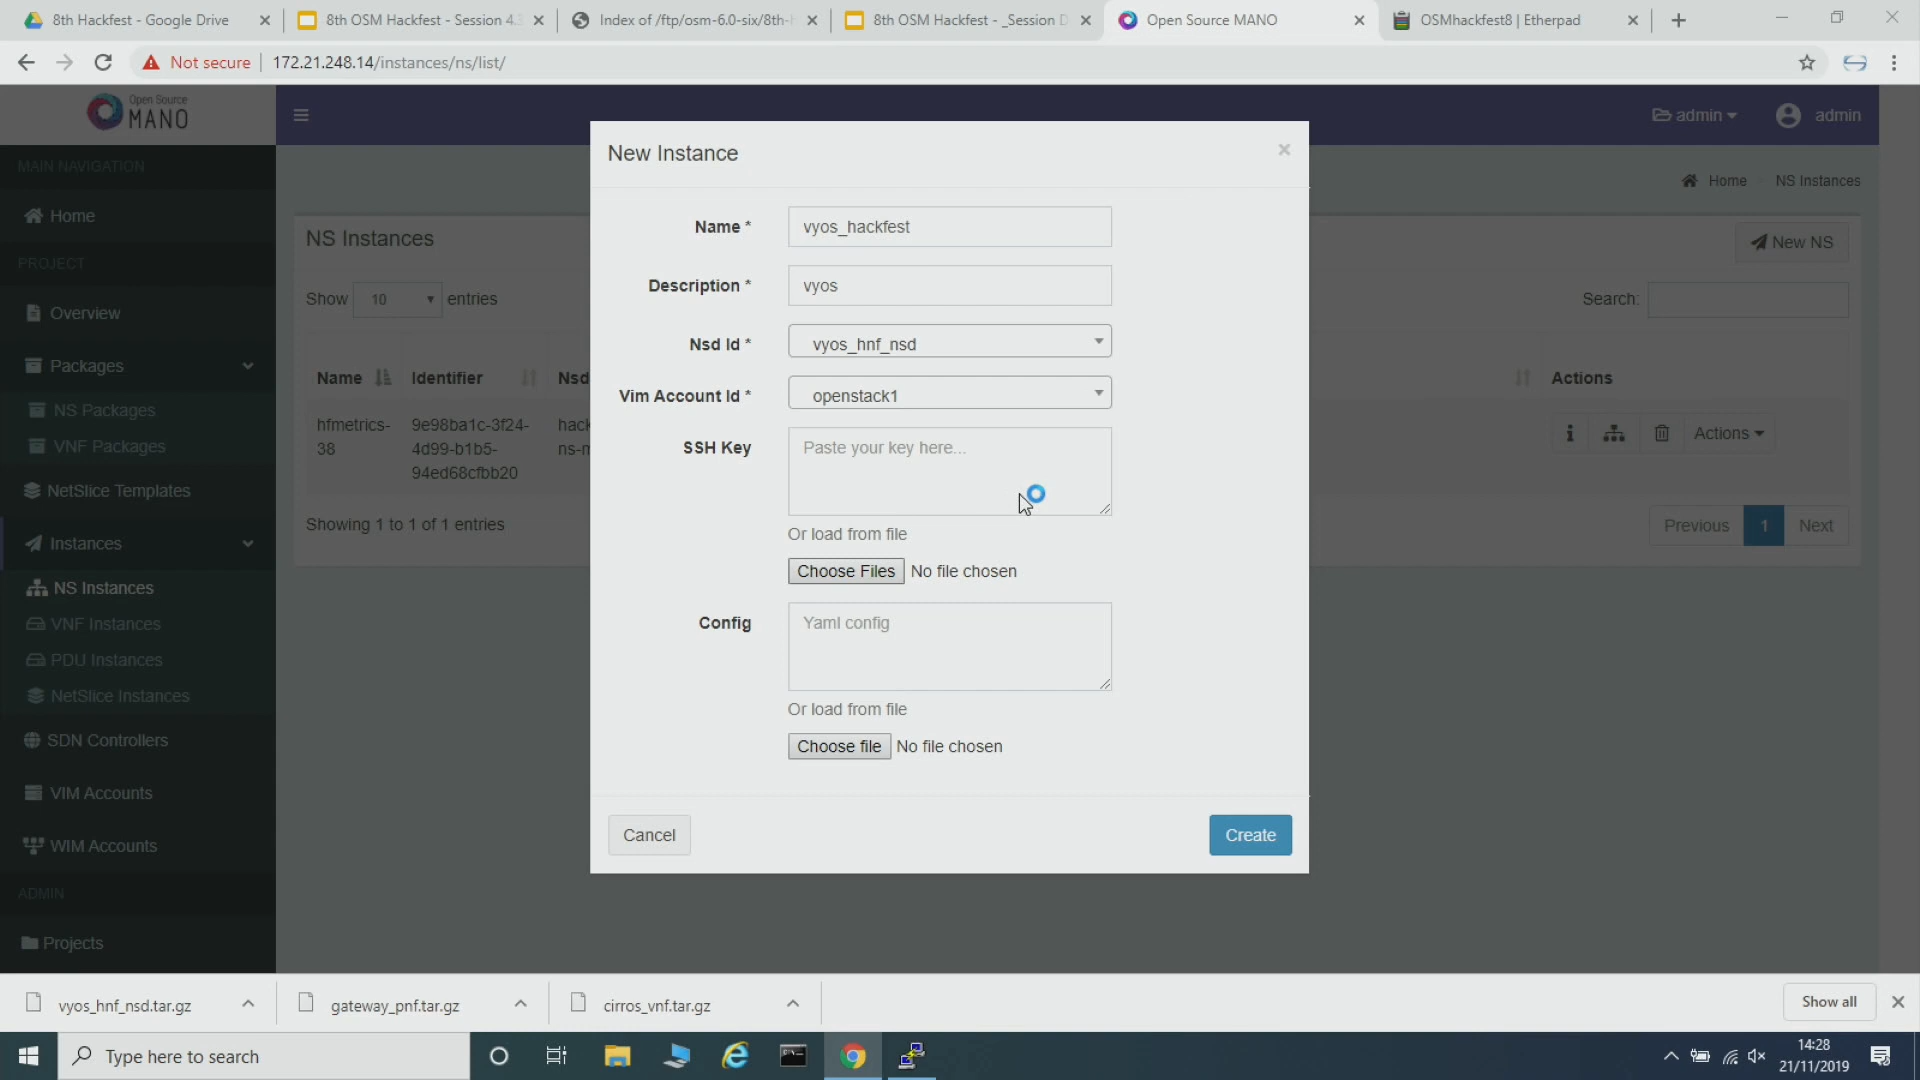 8th Hackfest - Google Drive
8th OSM Hackfest - Session 4.
Index of /ftp/osm-6.0-six/8th-
8th OSM Hackfest - _Session D
Open Source MANO
OSMhackfest8 | Etherpad
Not secure
172.21.248.14/instances/ns/list/
Open Source
MANO
admin
admin
MAIN NAVIGATION
Home
PROJECT
Overview
Packages
NS Packages
VNF Packages
NetSlice Templates
Instances
NS Instances
VNF Instances
PDU Instances
NetSlice Instances
SDN Controllers
VIM Accounts
WIM Accounts
ADMIN
Projects
Home
NS Instances
NS Instances
New NS
Show 10 entries
Search:
Name
Identifier
Nsd
Actions
hfmetrics-
38
9e98ba1c-3f24-
4d99-b1b5-
94ed68cfbb20
hack
ns-m
Actions
Showing 1 to 1 of 1 entries
Previous
1
Next
New Instance
×
Name *
vyos_hackfest
Description *
vyos
Nsd Id *
vyos_hnf_nsd
Vim Account Id *
openstack1
SSH Key
Paste your key here...
Or load from file
Choose Files No file chosen
Config
Yaml config
Or load from file
Choose file No file chosen
Cancel
Create
vyos_hnf_nsd.tar.gz
gateway_pnf.tar.gz
cirros_vnf.tar.gz
Show all
Type here to search
14:28
21/11/2019